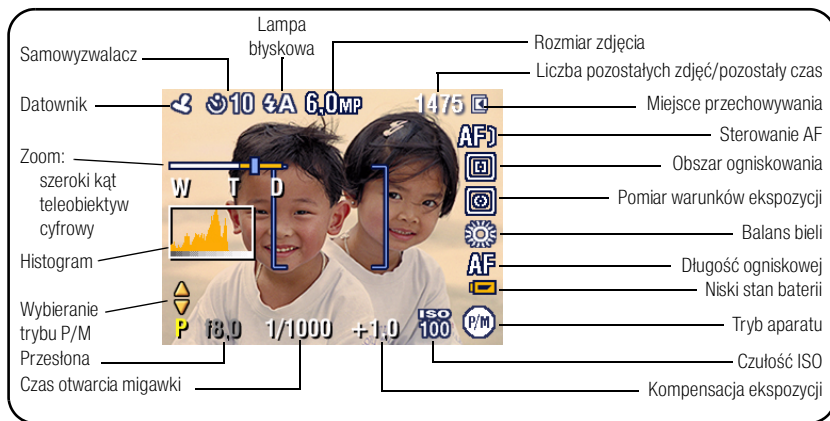 Samowyzwalacz
Lampa
błyskowa
Rozmiar zdjęcia
Liczba pozostałych zdjęć/pozostały czas
Datownik
10 A 6,0MP 1475
Miejsce przechowywania
AF
Sterowanie AF
Zoom:
szeroki kąt
teleobiektyw
cyfrowy
W T D
Obszar ogniskowania
Pomiar warunków ekspozycji
Balans bieli
Histogram
AF
Długość ogniskowej
Niski stan baterii
Wybieranie
trybu P/M
P f8,0 1/1000 +1.0 ISO
100
P/M
Tryb aparatu
Przesłona
Czułość ISO
Czas otwarcia migawki
Kompensacja ekspozycji